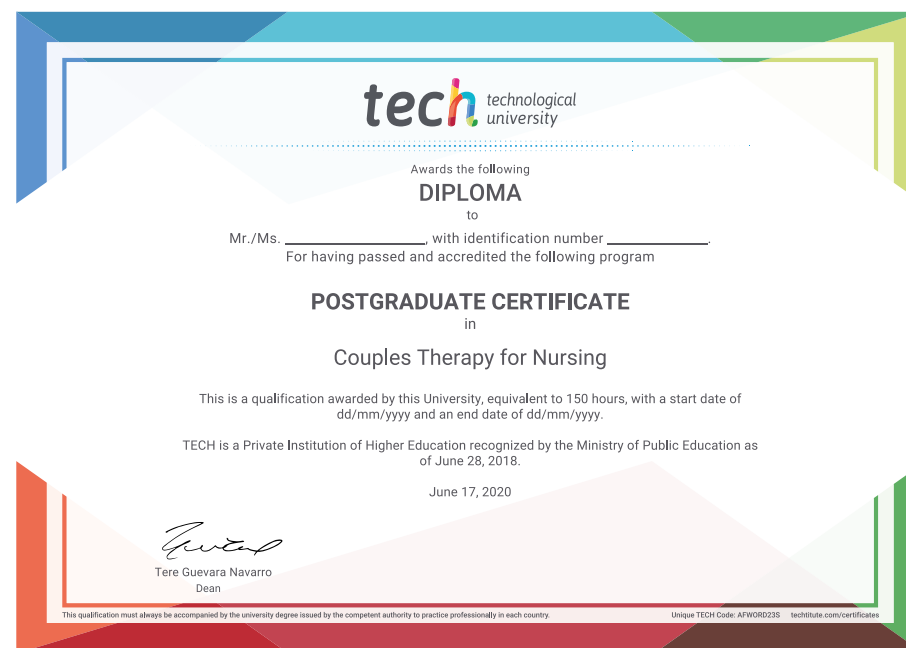 tech technological
university
Awards the following
DIPLOMA
to
Mr./Ms. ____________________, with identification number ______________.
For having passed and accredited the following program
POSTGRADUATE CERTIFICATE
in
Couples Therapy for Nursing
This is a qualification awarded by this University, equivalent to 150 hours, with a start date of
dd/mm/yyyy and an end date of dd/mm/yyyy.
TECH is a Private Institution of Higher Education recognized by the Ministry of Public Education as
of June 28, 2018.
June 17, 2020
Tere Guevara Navarro
Dean
This qualification must always be accompanied by the university degree issued by the competent authority to practice professionally in each country. Unique TECH Code: AFWORD23S techtitute.com/certificates